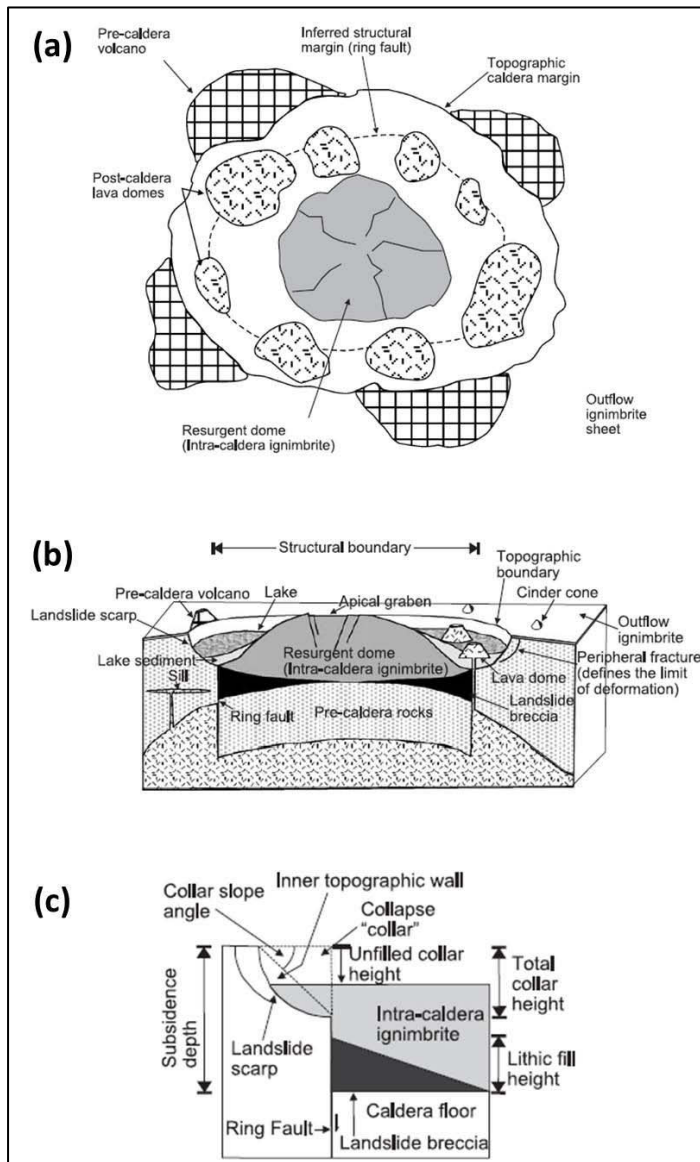 (a)
Pre-caldera
volcano
Inferred structural
margin (ring fault)
Topographic
caldera margin
Post-caldera
lava domes
Resurgent dome
(Intra-caldera ignimbrite)
Outflow
ignimbrite
sheet
(b)
Structural boundary
Topographic
boundary
Cinder cone
Pre-caldera volcano
Lake
Apical graben
Landslide
scarp
Outflow
ignimbrite
Resurgent dome
(Intra-caldera ignimbrite)
Lake sediment
Sill
Peripheral fracture
(defines the limit
of deformation)
Lava dome
Landslide
breccia
Ring fault
Pre-caldera rocks
(c)
Inner topographic wall
Collar slope
angle
Collapse
"collar"
Unfilled collar
height
Total
collar
height
Subsidence
depth
Intra-caldera
ignimbrite
Landslide
scarp
Lithic fill
height
Caldera floor
Ring Fault
Landslide breccia